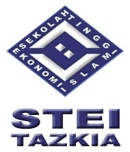 SEKOLAH TINGGI
EKONOMI ISLAM
STEI
TAZKIA